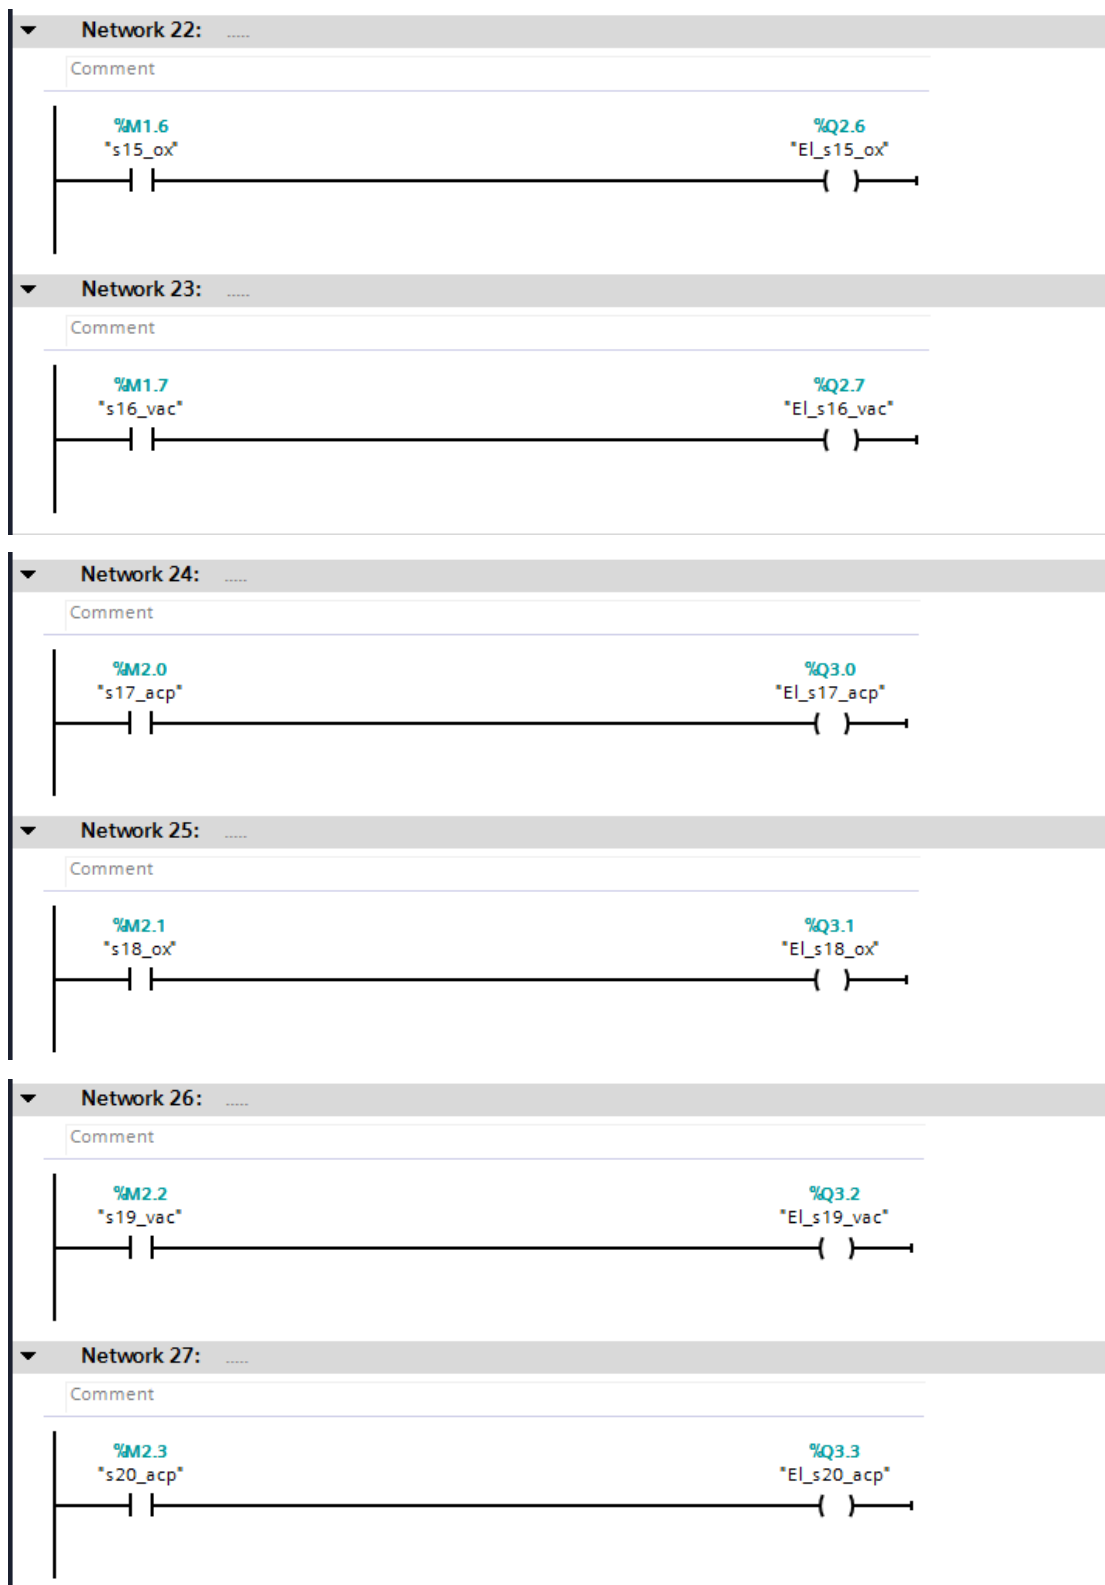 Network 22: .....
Comment
%M1.6 %Q2.6
"s15_ox" "El_s15_ox"
Network 23: .....
Comment
%M1.7 %Q2.7
"s16_vac" "El_s16_vac"
Network 24: .....
Comment
%M2.0 %Q3.0
"s17_acp" "El_s17_acp"
Network 25: .....
Comment
%M2.1 %Q3.1
"s18_ox" "El_s18_ox"
Network 26: .....
Comment
%M2.2 %Q3.2
"s19_vac" "El_s19_vac"
Network 27: .....
Comment
%M2.3 %Q3.3
"s20_acp" "El_s20_acp"